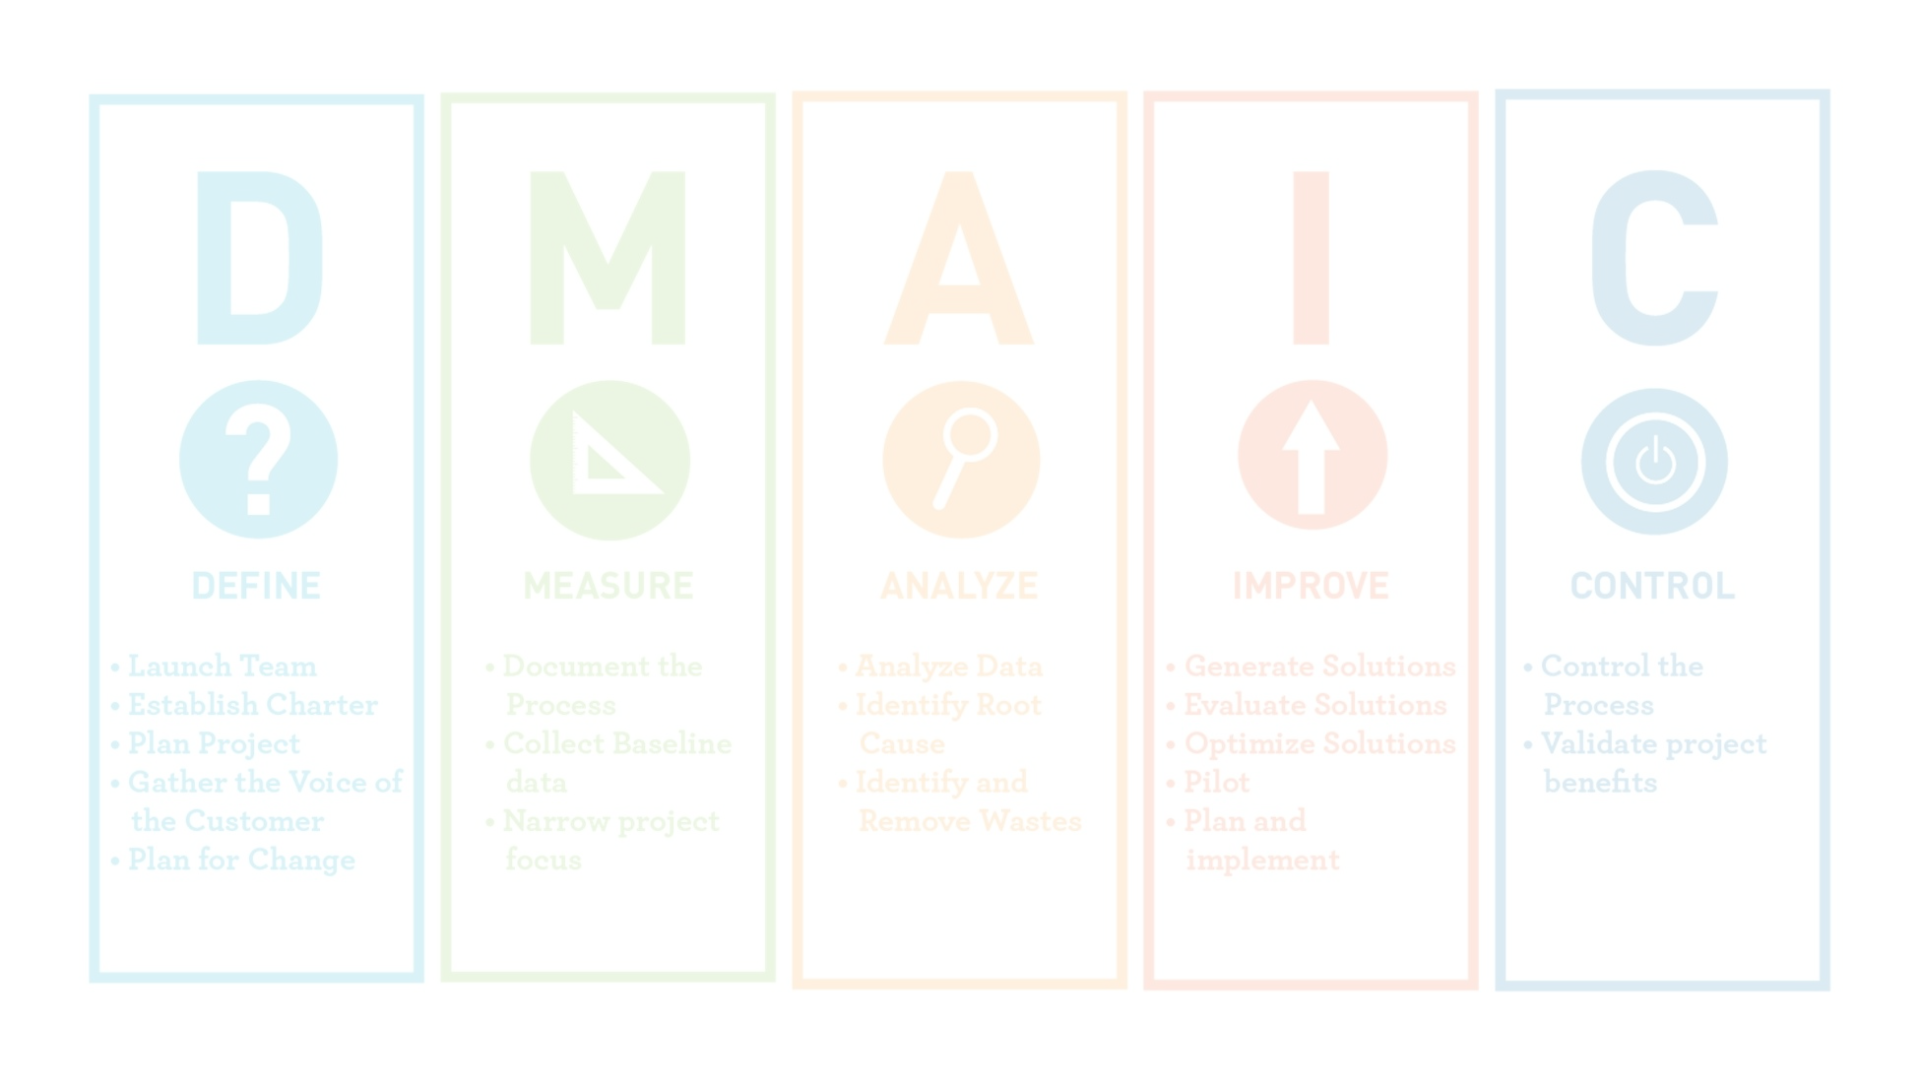 D
?
DEFINE
• Launch Team
• Establish Charter
• Plan Project
• Gather the Voice of
the Customer
• Plan for Change
M
MEASURE
• Document the
Process
• Collect Baseline
data
• Narrow project
focus
A
ANALYZE
• Analyze Data
• Identify Root
Cause
• Identify and
Remove Wastes
I
IMPROVE
• Generate Solutions
• Evaluate Solutions
• Optimize Solutions
• Pilot
• Plan and
implement
C
CONTROL
• Control the
Process
• Validate project
benefits